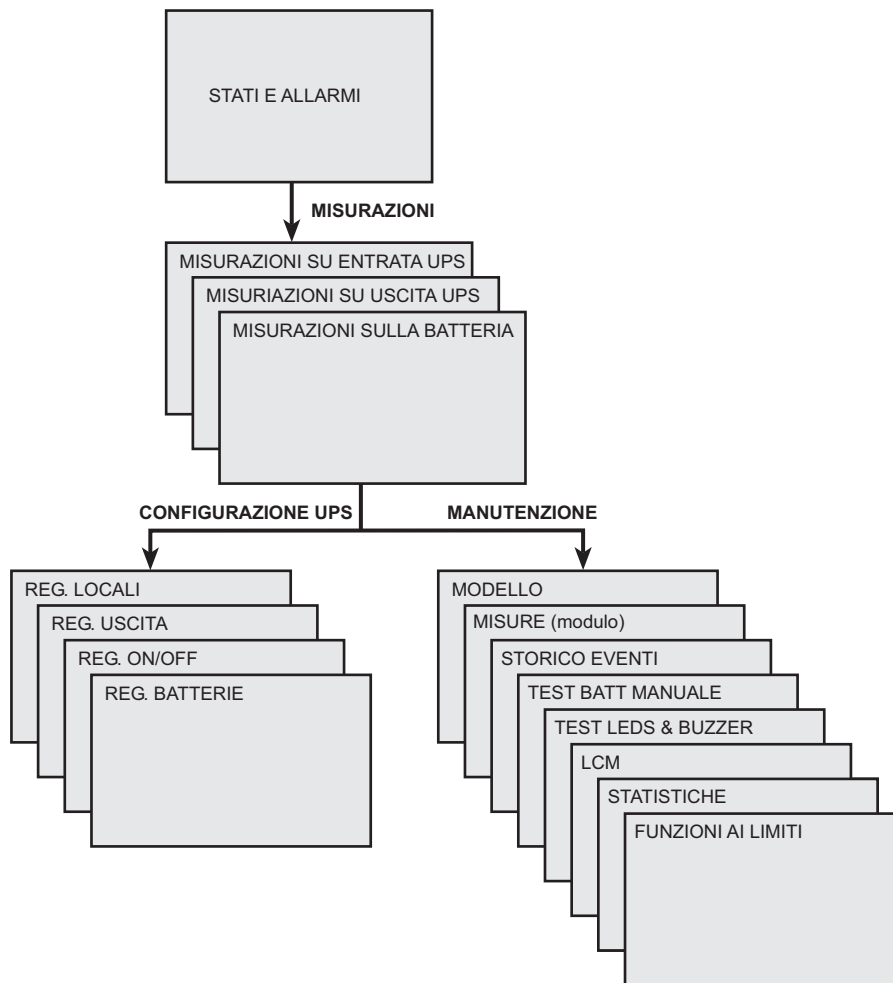 STATI E ALLARMI
MISURAZIONI
MISURAZIONI SU ENTRATA UPS
MISURIAZIONI SU USCITA UPS
MISURAZIONI SULLA BATTERIA
CONFIGURAZIONE UPS
MANUTENZIONE
REG. LOCALI
REG. USCITA
REG. ON/OFF
REG. BATTERIE
MODELLO
MISURE (modulo)
STORICO EVENTI
TEST BATT MANUALE
TEST LEDS & BUZZER
LCM
STATISTICHE
FUNZIONI AI LIMITI